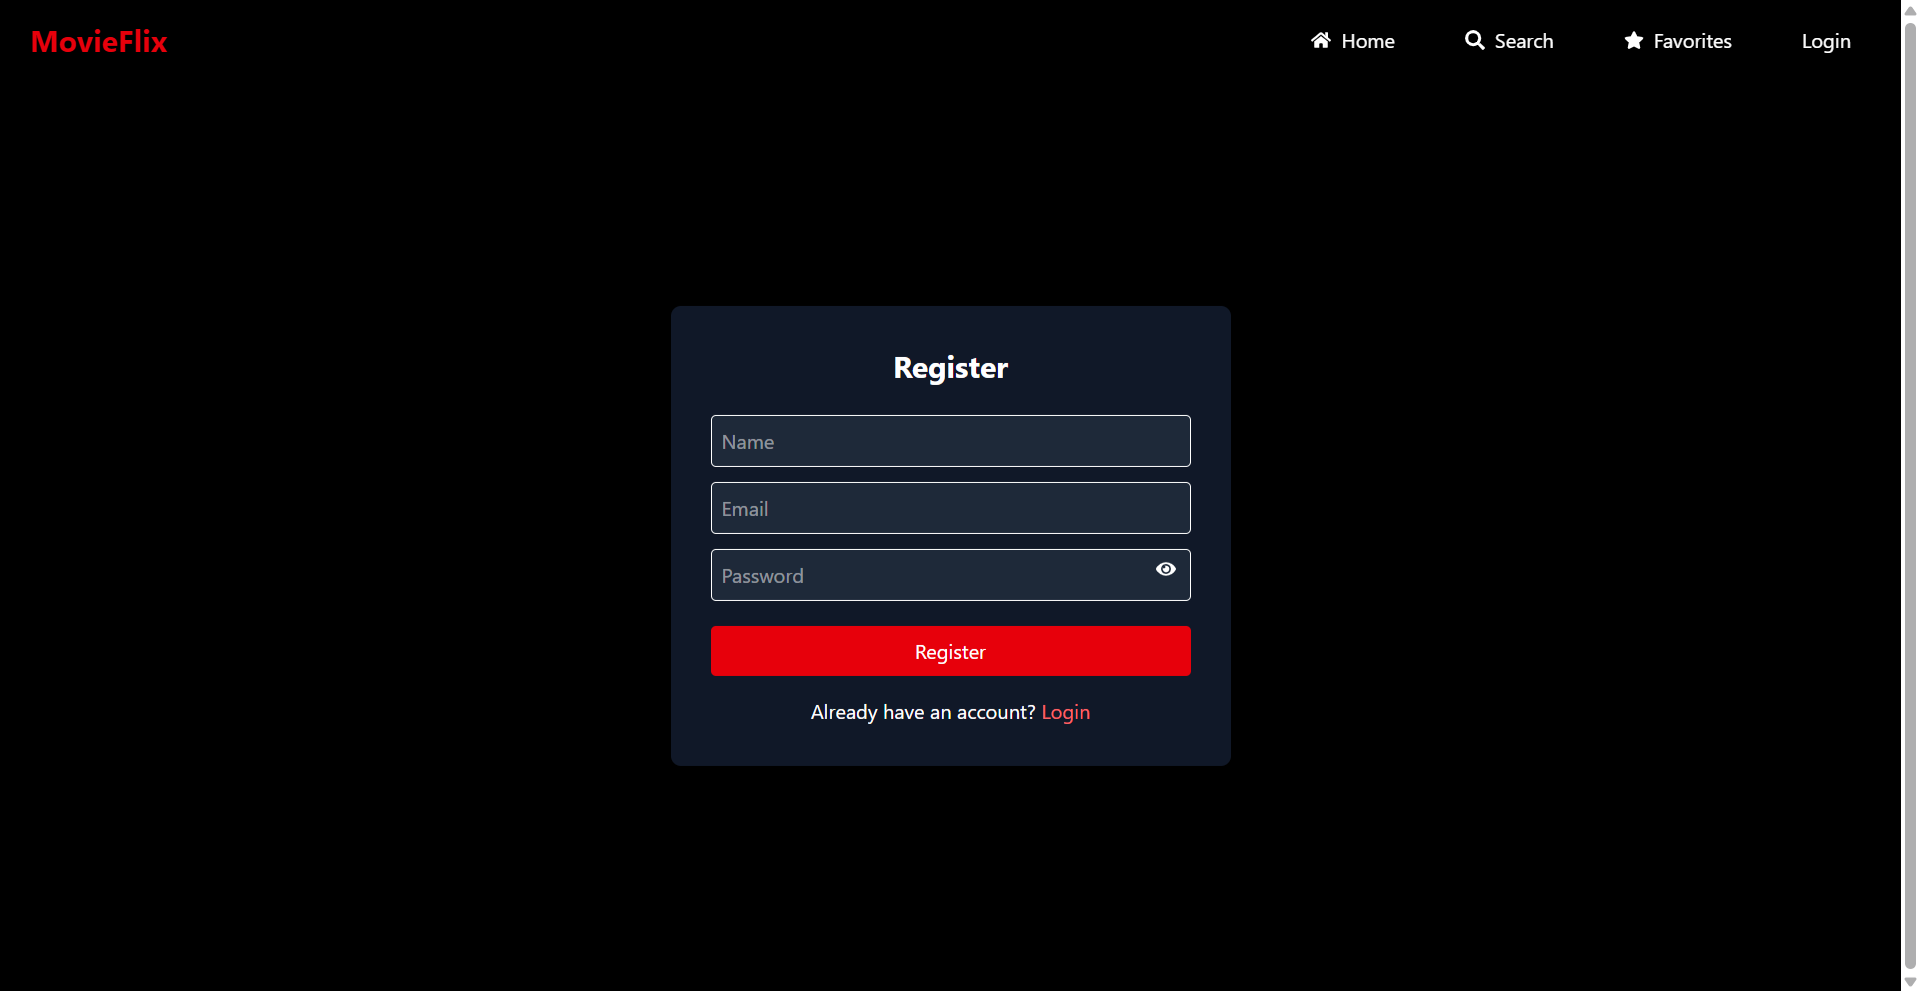 MovieFlix
Home Search Favorites Login
Register
Name
Email
Password
Register
Already have an account? Login